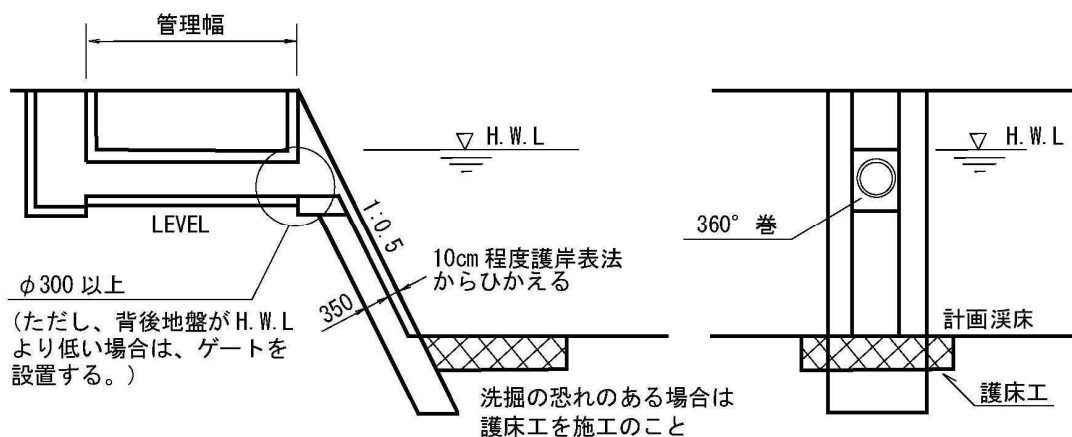 管理幅
H.W.L
H.W.L
LEVEL
1:0.5
360° 巻
φ300 以上
(ただし、背後地盤が H.W.L
より低い場合は、ゲートを
設置する。)
10cm 程度護岸表法
からひかえる
350
計画渓床
洗掘の恐れのある場合は
護床工を施工のこと
護床工